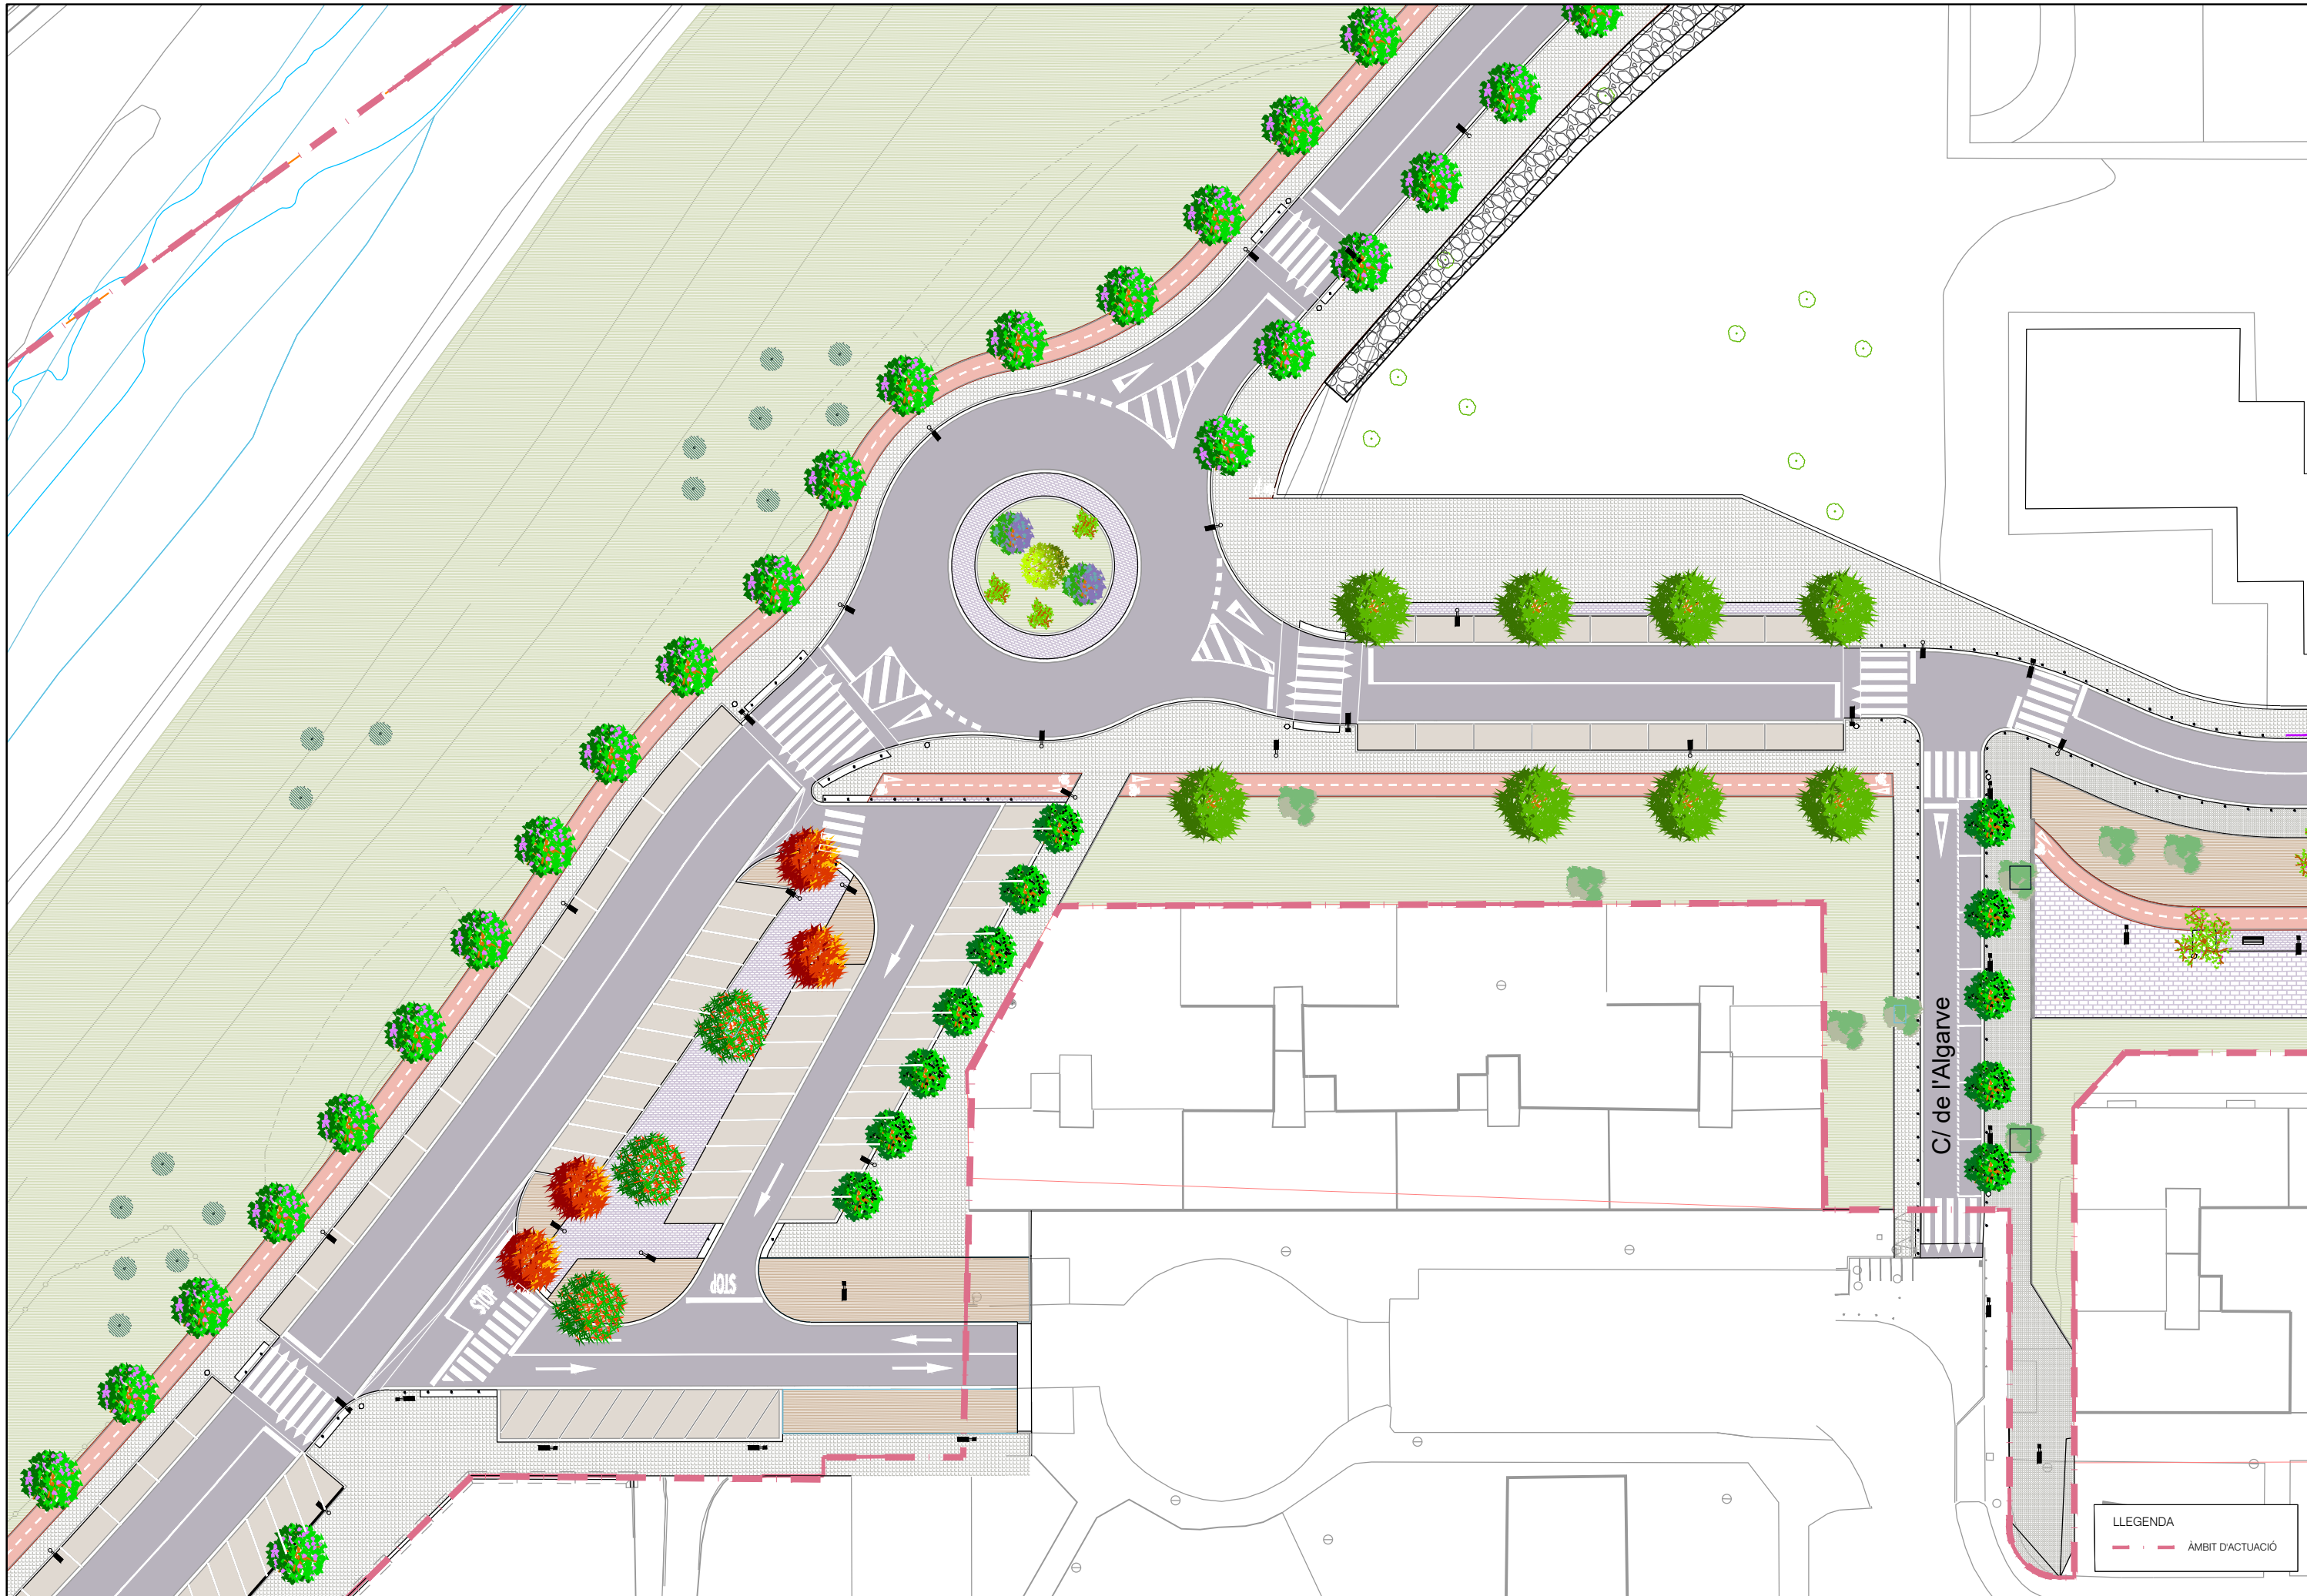 C/ de l'Algarve
STOP
STOP
LLEGENDA
ÀMBIT D'ACTUACIÓ